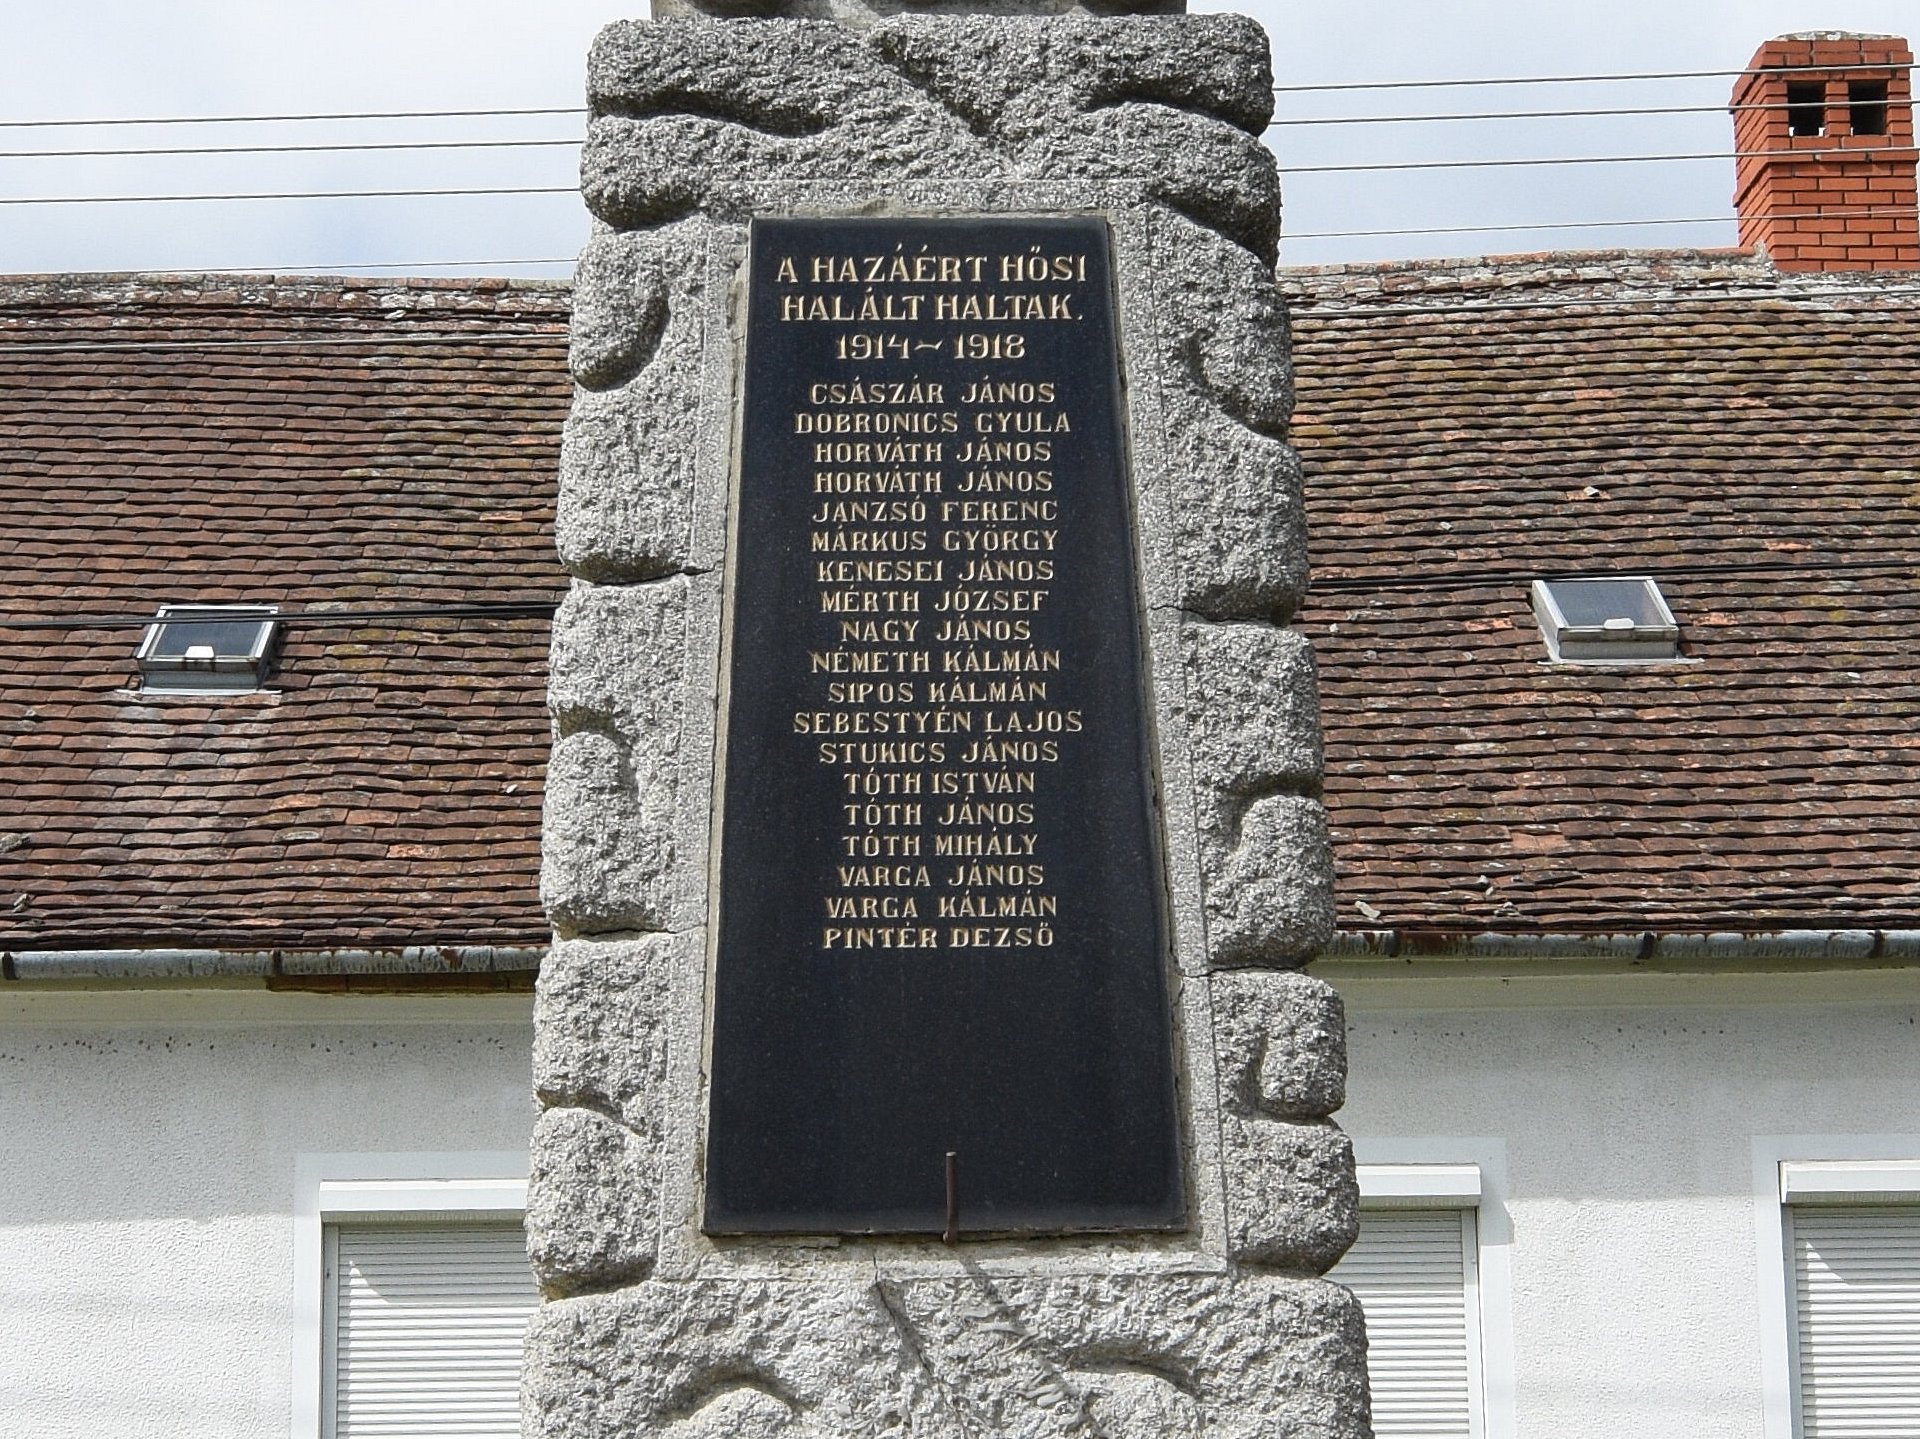 A HAZÁÉRT HŐSI
HALÁLT HALTAK.
1914~1918
CSÁSZÁR JÁNOS
DOBRONICS GYULA
HORVÁTH JÁNOS
HORVÁTH JÁNOS
JANZSÓ FERENC
MÁRKUS GYÖRGY
KENESEI JÁNOS
MÉRTH JÓZSEF
NAGY JÁNOS
NÉMETH KÁLMÁN
SIPOS KÁLMÁN
SEBESTYÉN LAJOS
STUKICS JÁNOS
TÓTH ISTVÁN
TÓTH JÁNOS
TÓTH MIHÁLY
VARGA JÁNOS
VARGA KÁLMÁN
PINTÉR DEZSŐ